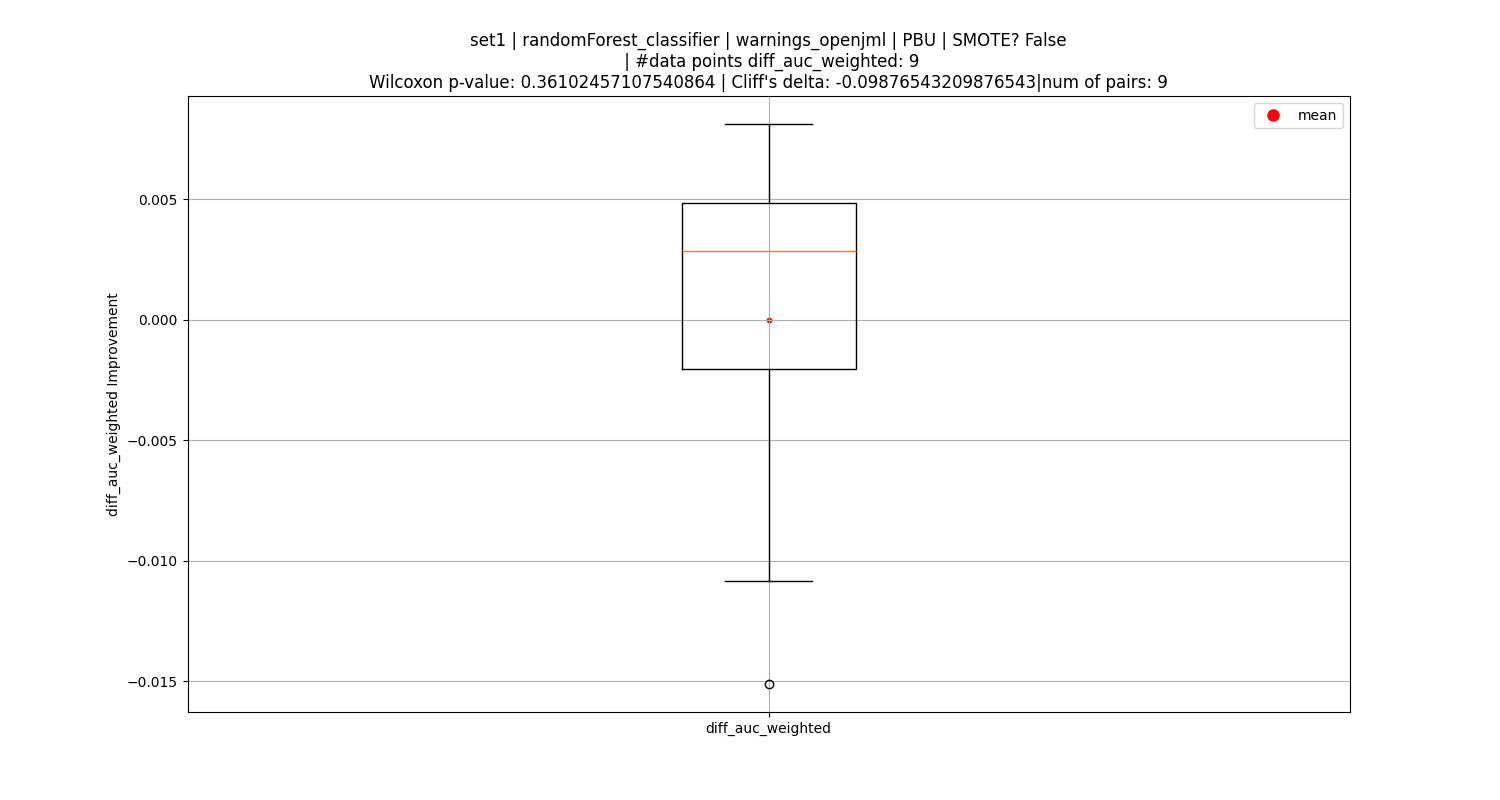 set1 | randomForest_classifier | warnings_openjml | PBU | SMOTE? False
| #data points diff_auc_weighted: 9
Wilcoxon p-value: 0.36102457107540864 | Cliff's delta: -0.09876543209876543|num of pairs: 9
mean
0.005
0.000
−0.005
−0.010
−0.015
diff_auc_weighted Improvement
diff_auc_weighted